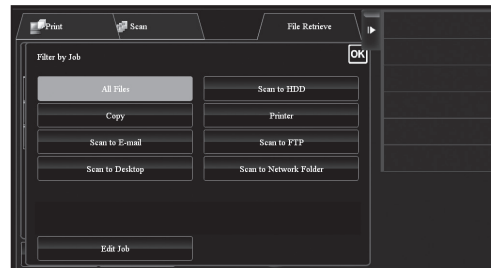 Print Scan File Retrieve
Filter by Job OK
All Files Scan to HDD
Copy Printer
Scan to E-mail Scan to FTP
Scan to Desktop Scan to Network Folder
Edit Job